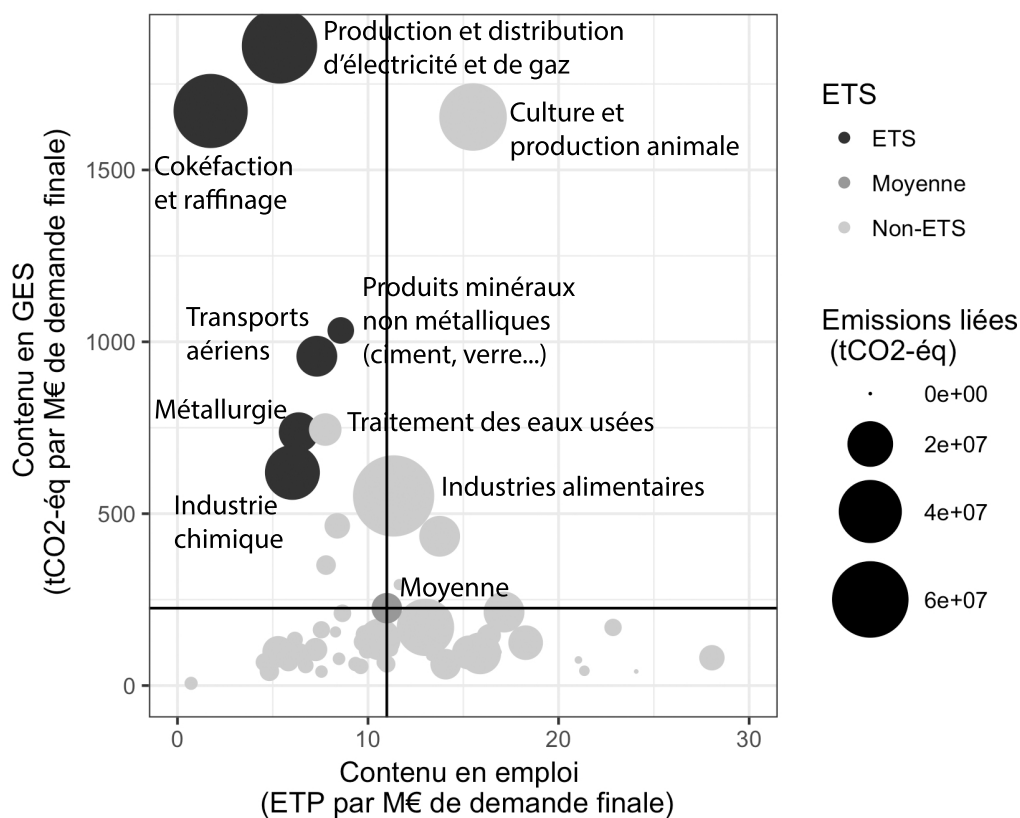 Production et distribution
d'électricité et de gaz
Culture et
production animale
Cokéfaction
et raffinage
Produits minéraux
non métalliques
(ciment, verre...)
Transports
aériens
Métallurgie
Traitement des eaux usées
Industries alimentaires
Industrie
chimique
Moyenne
1500
1000
500
0
Contenu en GES
(tCO2-éq par M€ de demande finale)
0
10
20
30
Contenu en emploi
(ETP par M€ de demande finale)
ETS
ETS
Moyenne
Non-ETS
Emissions liées
(tCO2-éq)
0e+00
2e+07
4e+07
6e+07